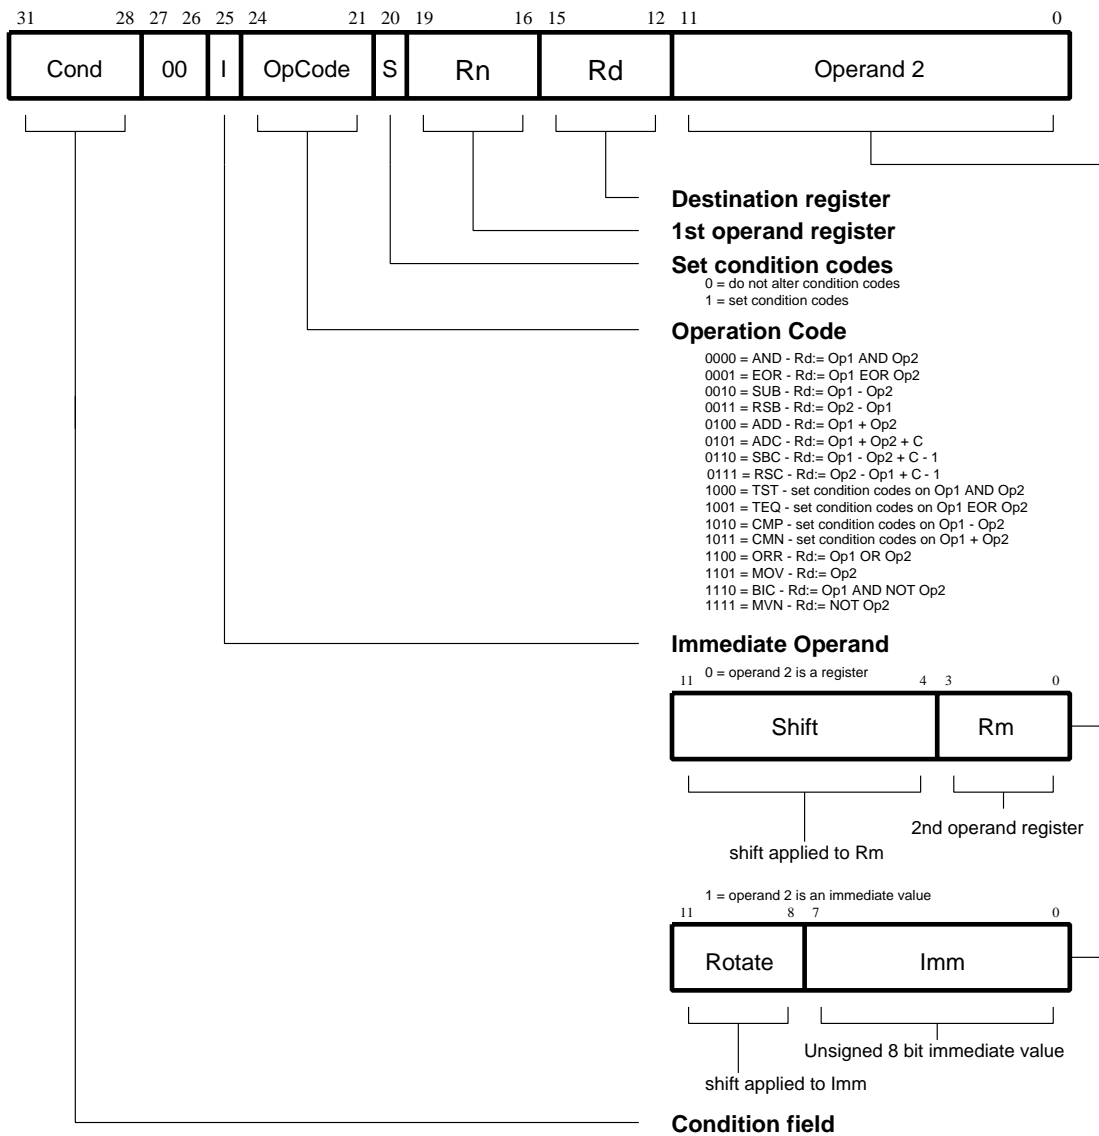 31 28 27 26 25 24 21 20 19 16 15 12 11 0
Cond 00 I OpCode S Rn Rd Operand 2
Destination register
1st operand register
Set condition codes
0 = do not alter condition codes
1 = set condition codes
Operation Code
0000 = AND - Rd:= Op1 AND Op2
0001 = EOR - Rd:= Op1 EOR Op2
0010 = SUB - Rd:= Op1 - Op2
0011 = RSB - Rd:= Op2 - Op1
0100 = ADD - Rd:= Op1 + Op2
0101 = ADC - Rd:= Op1 + Op2 + C
0110 = SBC - Rd:= Op1 - Op2 + C - 1
0111 = RSC - Rd:= Op2 - Op1 + C - 1
1000 = TST - set condition codes on Op1 AND Op2
1001 = TEQ - set condition codes on Op1 EOR Op2
1010 = CMP - set condition codes on Op1 - Op2
1011 = CMN - set condition codes on Op1 + Op2
1100 = ORR - Rd:= Op1 OR Op2
1101 = MOV - Rd:= Op2
1110 = BIC - Rd:= Op1 AND NOT Op2
1111 = MVN - Rd:= NOT Op2
Immediate Operand
0 = operand 2 is a register
11 4 3 0
Shift Rm
2nd operand register
shift applied to Rm
1 = operand 2 is an immediate value
11 8 7 0
Rotate Imm
Unsigned 8 bit immediate value
shift applied to Imm
Condition field